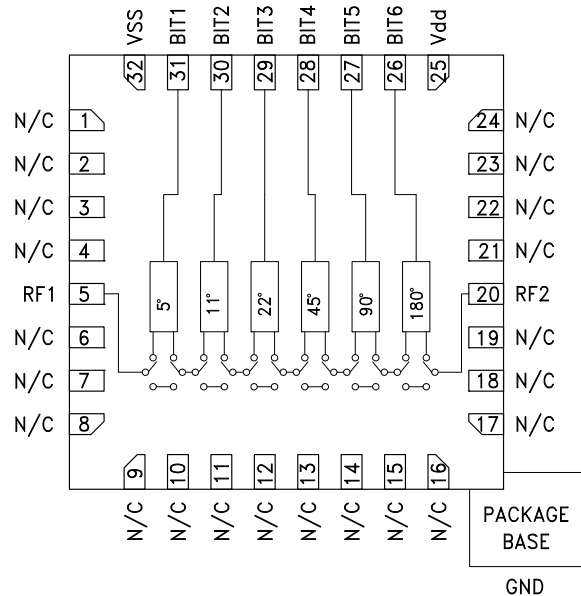 VSS BIT1 BIT2 BIT3 BIT4 BIT5 BIT6 Vdd
32 31 30 29 28 27 26 25
N/C 1 24 N/C
N/C 2 23 N/C
N/C 3 22 N/C
N/C 4 21 N/C
RF1 5 5° 11° 22° 45° 90° 180° 20 RF2
N/C 6 19 N/C
N/C 7 18 N/C
N/C 8 17 N/C
9 10 11 12 13 14 15 16
N/C N/C N/C N/C N/C N/C N/C N/C
PACKAGE
BASE
GND